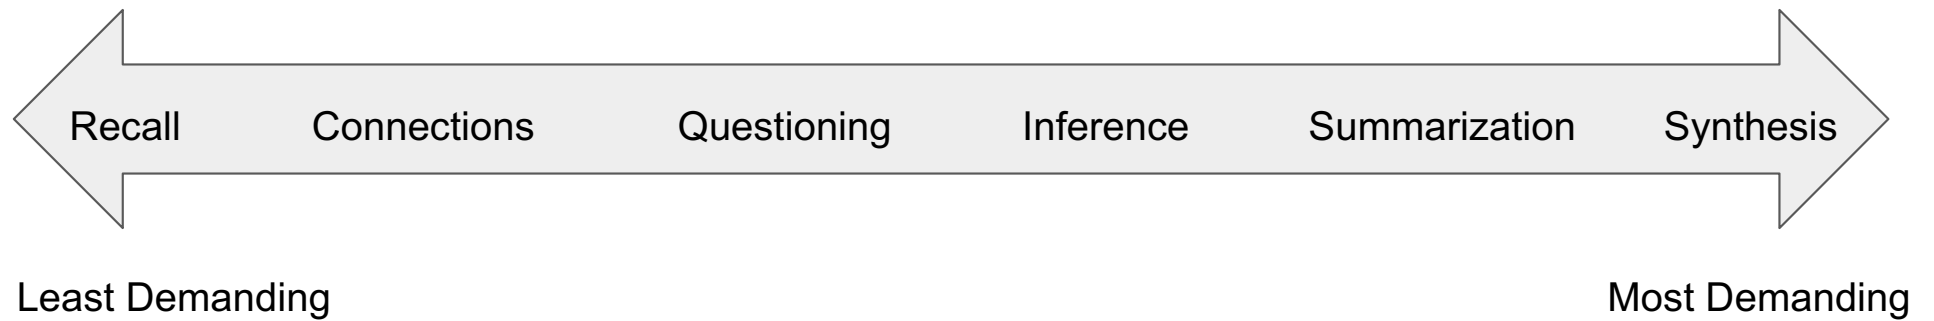 Recall Connections Questioning Inference Summarization Synthesis
Least Demanding Most Demanding